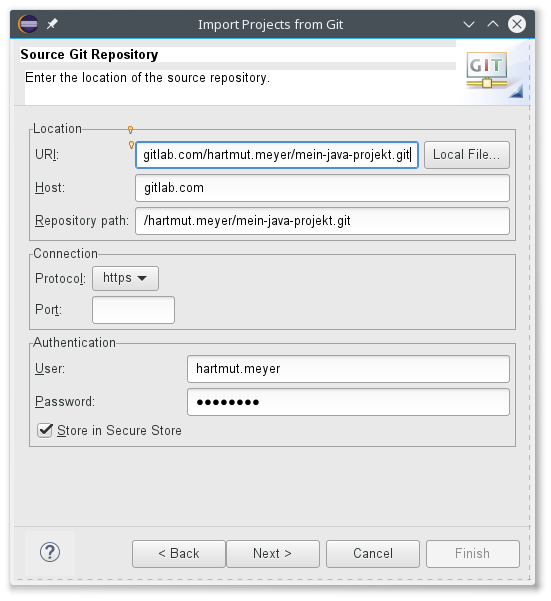 Import Projects from Git
Source Git Repository
Enter the location of the source repository.
GIT
Location
URI: gitlab.com/hartmut.meyer/mein-java-projekt.git Local File...
Host: gitlab.com
Repository path: /hartmut.meyer/mein-java-projekt.git
Connection
Protocol: https
Port:
Authentication
User: hartmut.meyer
Password: ●●●●●●●●
Store in Secure Store
? < Back Next > Cancel Finish